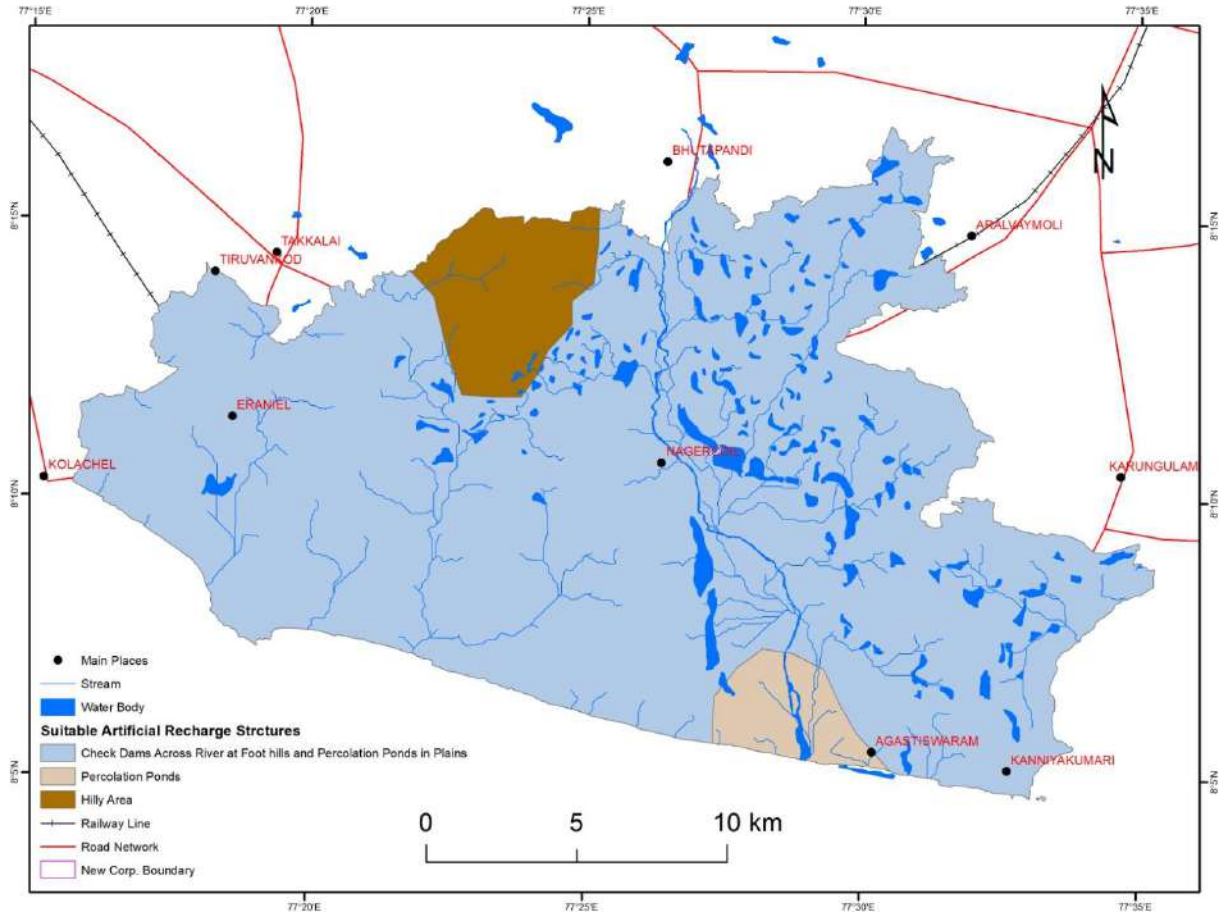 77°15'E
77°20'E
77°25'E
77°30'E
77°35'E
N
BHUTAPANDI
8°15'N
8°15'N
ARALVAYMOLI
TAKKALAI
TIRUVANKOD
ERANIEL
KOLACHEL
NAGERCOIL
KARUNGULAM
8°10'N
8°10'N
Main Places
Stream
Water Body
Suitable Artificial Recharge Strctures
Check Dams Across River at Foot hills and Percolation Ponds in Plains
Percolation Ponds
Hilly Area
Railway Line
Road Network
New Corp. Boundary
AGASTISWARAM
KANNIYAKUMARI
8°5'N
8°5'N
0 5 10 km
77°20'E
77°25'E
77°30'E
77°35'E